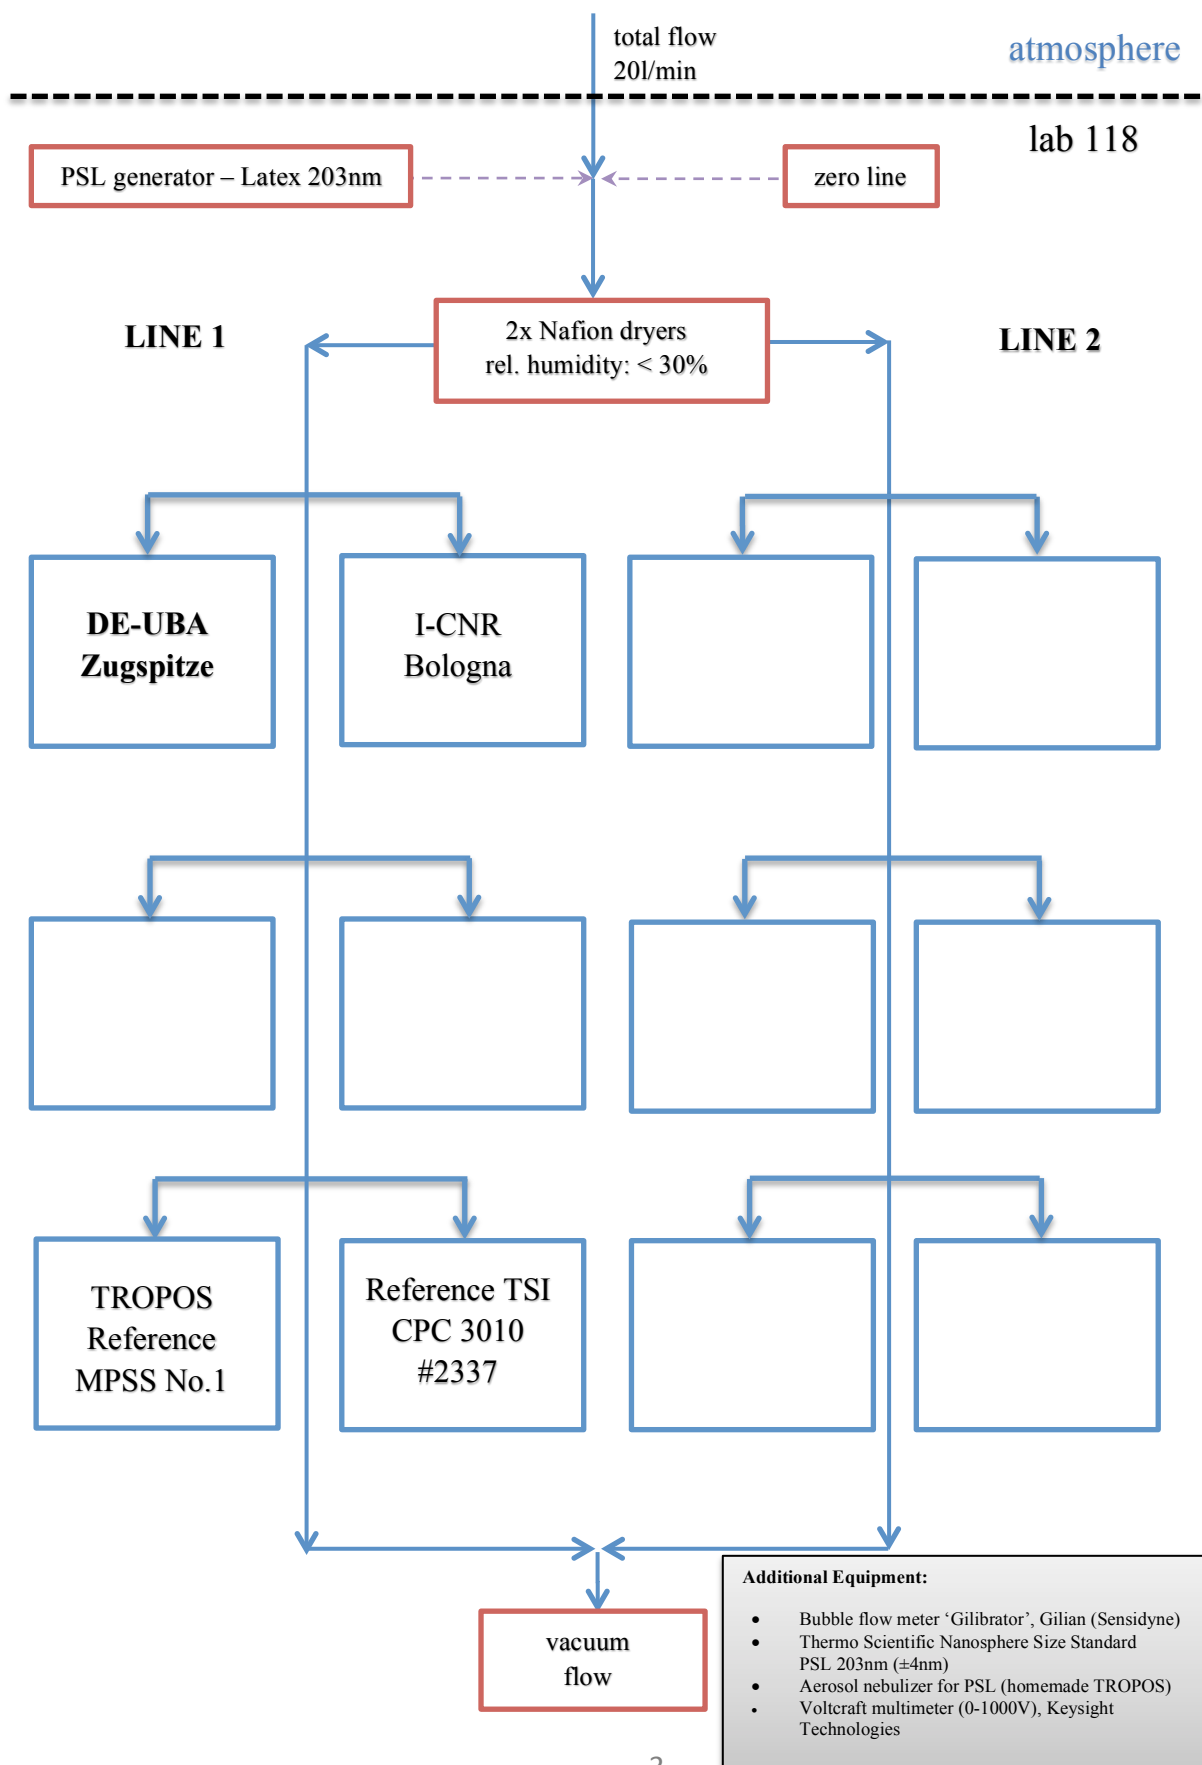 total flow
20l/min
atmosphere
lab 118
PSL generator – Latex 203nm
zero line
LINE 1
2x Nafion dryers
rel. humidity: < 30%
LINE 2
DE-UBA
Zugspitze
I-CNR
Bologna
TROPOS
Reference
MPSS No.1
Reference TSI
CPC 3010
#2337
vacuum
flow
Additional Equipment:
• Bubble flow meter ‘Gilibrator’, Gilian (Sensidyne)
• Thermo Scientific Nanosphere Size Standard
PSL 203nm (±4nm)
• Aerosol nebulizer for PSL (homemade TROPOS)
• Voltcraft multimeter (0-1000V), Keysight
Technologies